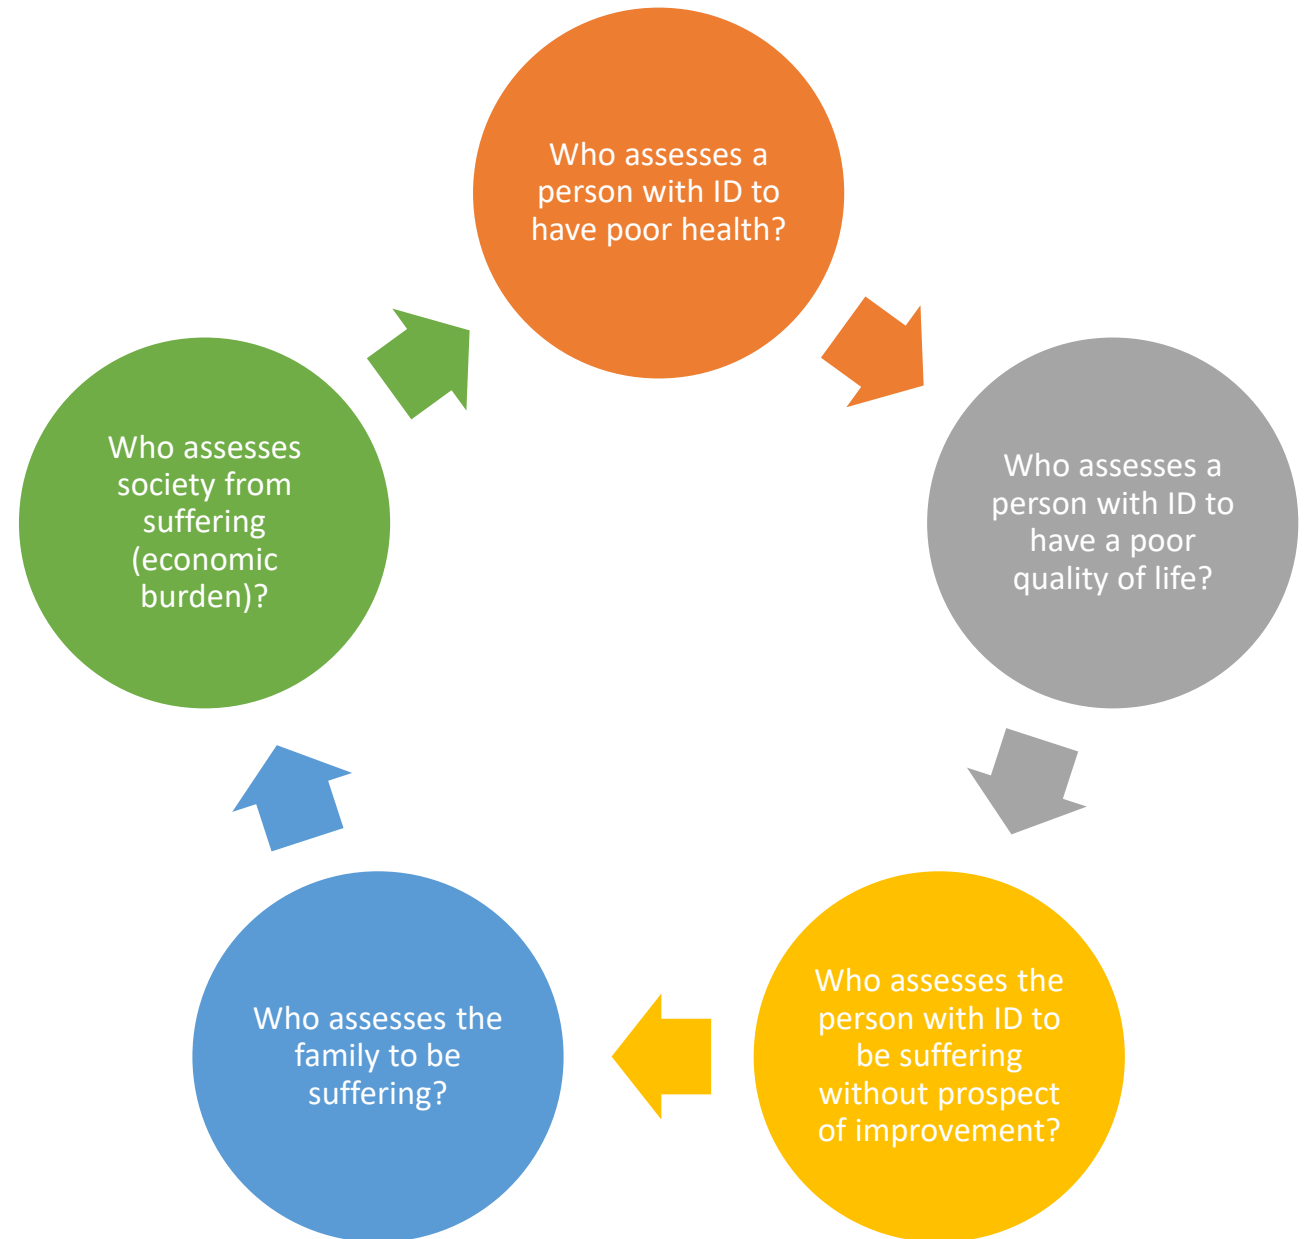 Who assesses a
person with ID to
have poor health?
Who assesses a
person with ID to
have a poor
quality of life?
Who assesses the
person with ID to
be suffering
without prospect
of improvement?
Who assesses the
family to be
suffering?
Who assesses
society from
suffering
(economic
burden)?